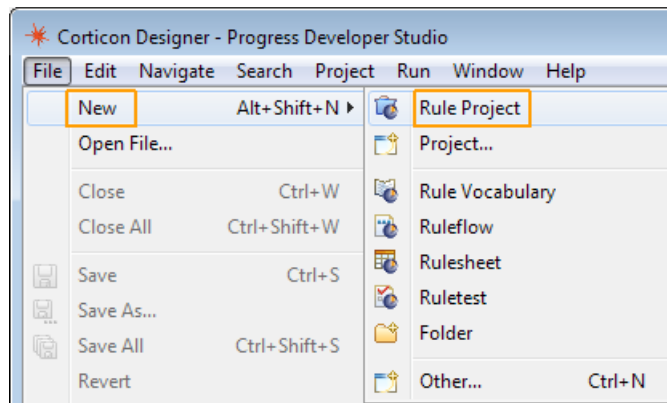 Corticon Designer - Progress Developer Studio
File Edit Navigate Search Project Run Window Help
New Alt+Shift+N
Open File...
Close Ctrl+W
Close All Ctrl+Shift+W
Save Ctrl+S
Save As...
Save All Ctrl+Shift+S
Revert
Rule Project
Project...
Rule Vocabulary
Ruleflow
Rulesheet
Ruletest
Folder
Other... Ctrl+N